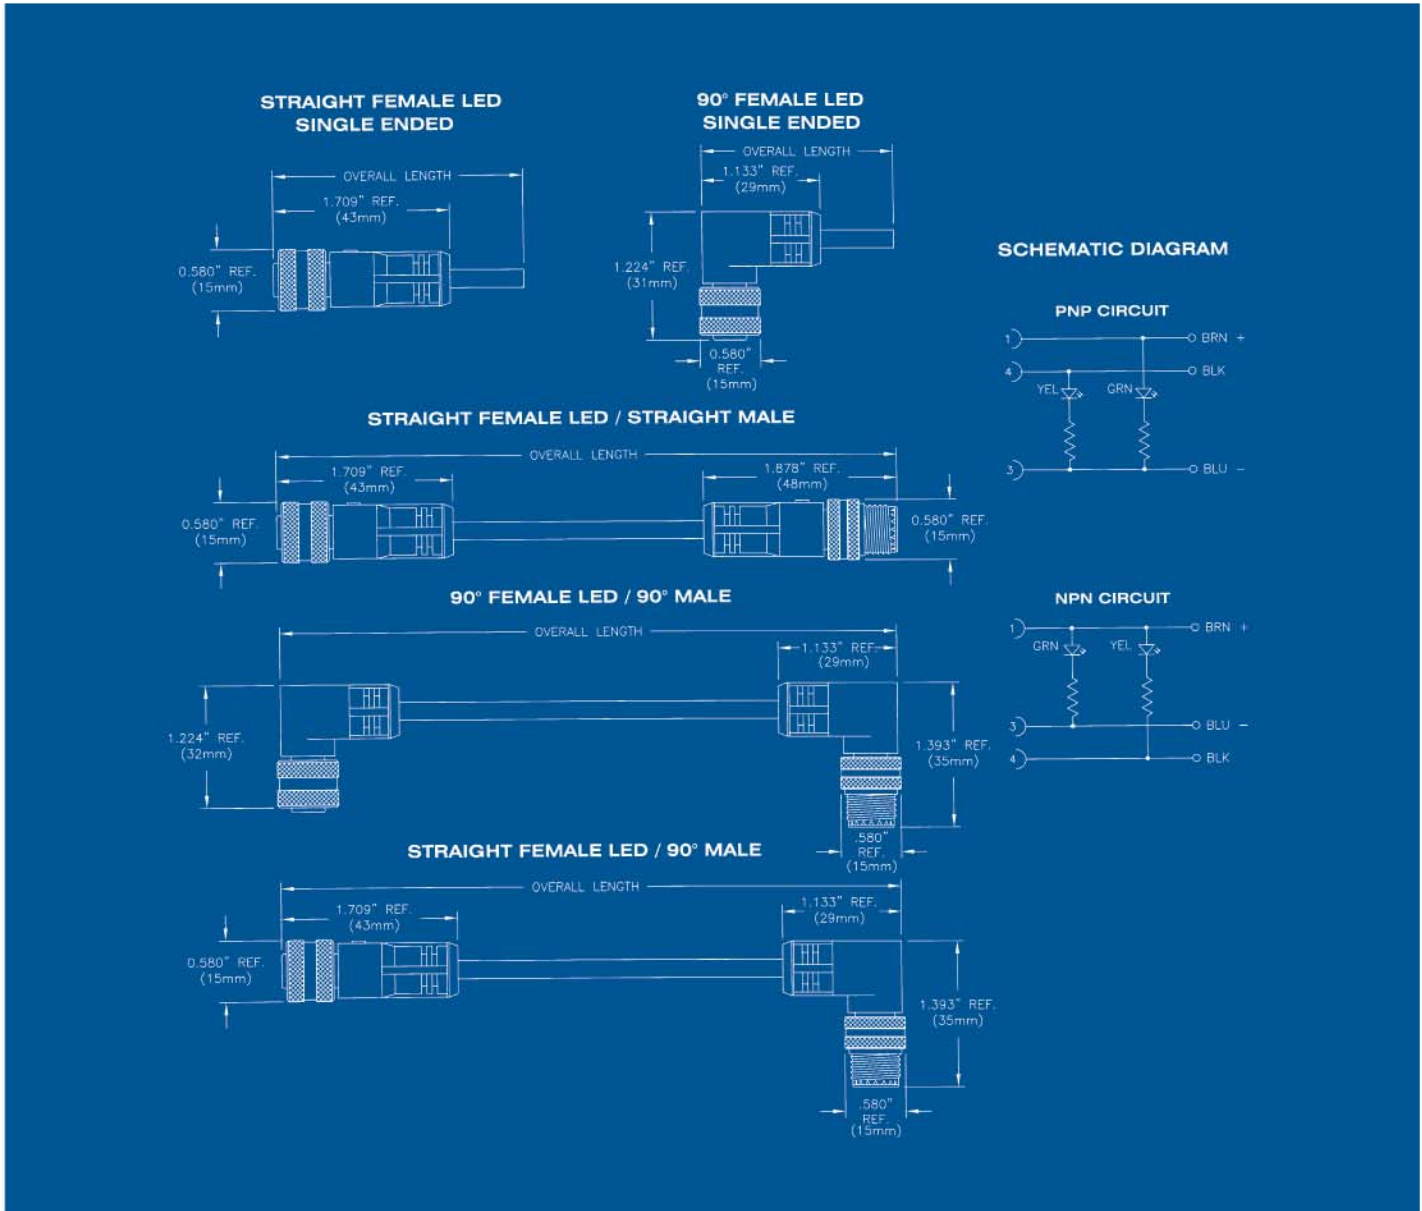 STRAIGHT FEMALE LED
SINGLE ENDED
OVERALL LENGTH
1.709" REF.
(43mm)
0.580" REF.
(15mm)
90° FEMALE LED
SINGLE ENDED
OVERALL LENGTH
1.133" REF.
(29mm)
1.224" REF.
(31mm)
0.580"
REF.
(15mm)
SCHEMATIC DIAGRAM
PNP CIRCUIT
1
BRN +
4
BLK
YEL
GRN
3
BLU -
STRAIGHT FEMALE LED / STRAIGHT MALE
OVERALL LENGTH
1.709" REF.
(43mm)
1.878" REF.
(48mm)
0.580" REF.
(15mm)
0.580" REF.
(15mm)
90° FEMALE LED / 90° MALE
OVERALL LENGTH
1.133" REF.
(29mm)
1.224" REF.
(32mm)
1.393" REF.
(35mm)
.580"
REF.
(15mm)
NPN CIRCUIT
1
BRN +
GRN
YEL
3
BLU -
4
BLK
STRAIGHT FEMALE LED / 90° MALE
OVERALL LENGTH
1.709" REF.
(43mm)
1.133" REF.
(29mm)
0.580" REF.
(15mm)
1.393" REF.
(35mm)
.580"
REF.
(15mm)